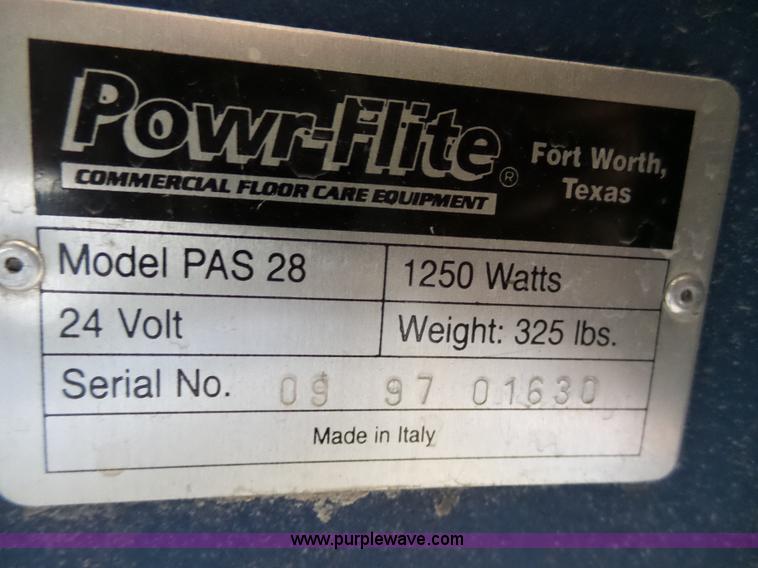 Powr-Flite®
COMMERCIAL FLOOR CARE EQUIPMENT
Fort Worth,
Texas
Model PAS 28
1250 Watts
24 Volt
Weight: 325 lbs.
Serial No. 09 97 01630
Made in Italy
www.purplewave.com